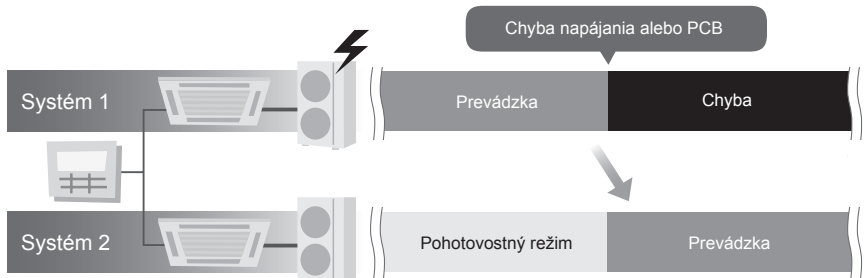 Chyba napájania alebo PCB
Systém 1
Prevádzka
Chyba
Systém 2
Pohotovostný režim
Prevádzka